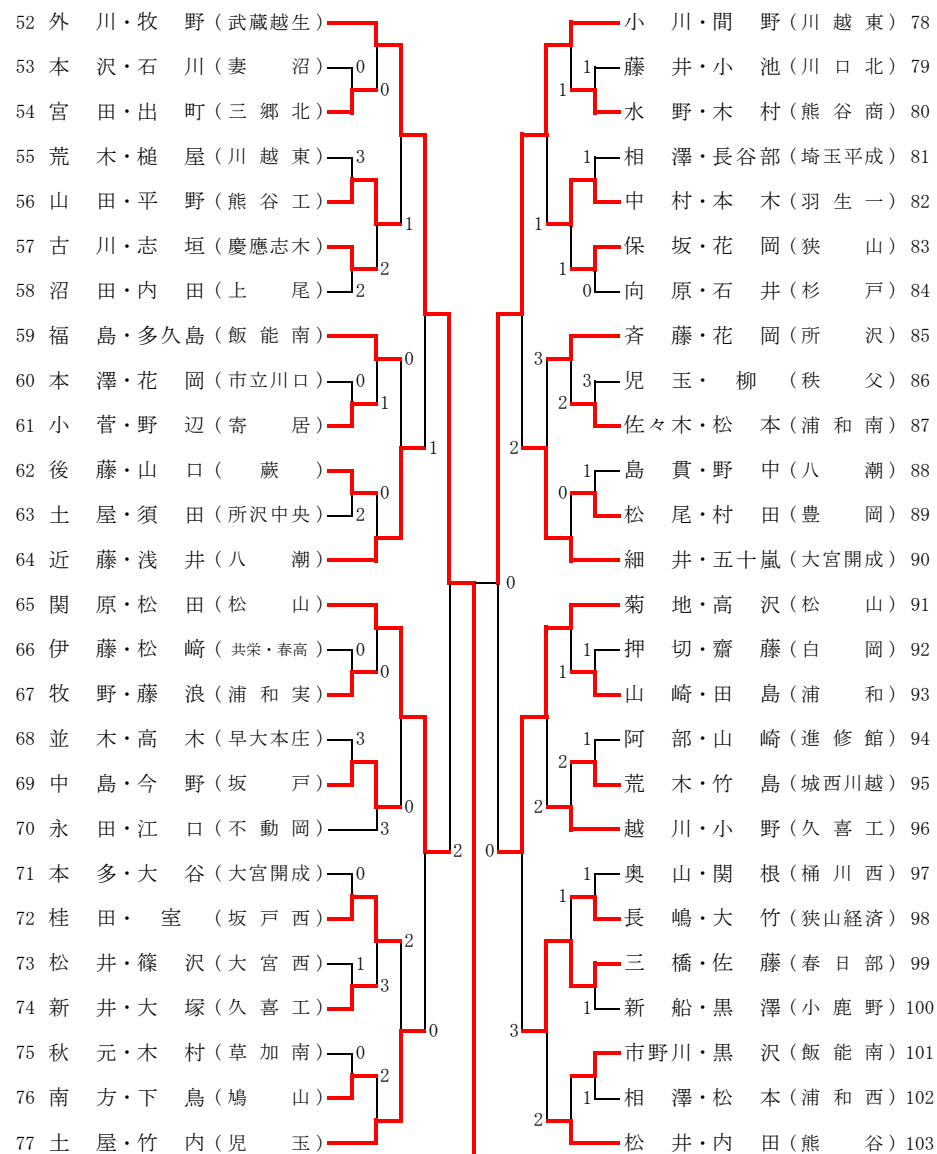 52 外川・牧野(武蔵越生)
53 本沢・石川(妻沼) 0
0
54 宮田・出町(三郷北)
55 荒木・槌屋(川越東) 3
56 山田・平野(熊谷工)
1
57 古川・志垣(慶應志木)
2
58 沼田・内田(上尾) 2
59 福島・多久島(飯能南)
0
60 本澤・花岡(市立川口) 0
1
61 小菅・野辺(寄居)
1
62 後藤・山口(蕨)
0
63 土屋・須田(所沢中央) 2
64 近藤・浅井(八潮)
65 関原・松田(松山)
66 伊藤・松﨑(共栄・春高) 0
0
67 牧野・藤浪(浦和実)
68 並木・高木(早大本庄) 3
69 中島・今野(坂戸)
0
70 永田・江口(不動岡) 3
2
71 本多・大谷(大宮開成) 0
72 桂田・室(坂戸西)
2
73 松井・篠沢(大宮西) 1
3
74 新井・大塚(久喜工)
0
75 秋元・木村(草加南) 0
2
76 南方・下鳥(鳩山)
77 土屋・竹内(児玉)
0
小川・間野(川越東) 78
1 藤井・小池(川口北) 79
1
水野・木村(熊谷商) 80
1 相澤・長谷部(埼玉平成) 81
中村・本木(羽生一) 82
1
保坂・花岡(狭山) 83
1
0 向原・石井(杉戸) 84
斉藤・花岡(所沢) 85
3
3 児玉・柳(秩父) 86
2
佐々木・松本(浦和南) 87
2
1 島貫・野中(八潮) 88
0
松尾・村田(豊岡) 89
細井・五十嵐(大宮開成) 90
菊地・高沢(松山) 91
1 押切・齋藤(白岡) 92
1
山崎・田島(浦和) 93
1 阿部・山崎(進修館) 94
2
荒木・竹島(城西川越) 95
2
越川・小野(久喜工) 96
0
1 奥山・関根(桶川西) 97
1
長嶋・大竹(狭山経済) 98
三橋・佐藤(春日部) 99
1 新船・黒澤(小鹿野) 100
3
市野川・黒沢(飯能南) 101
1 相澤・松本(浦和西) 102
2
松井・内田(熊谷) 103